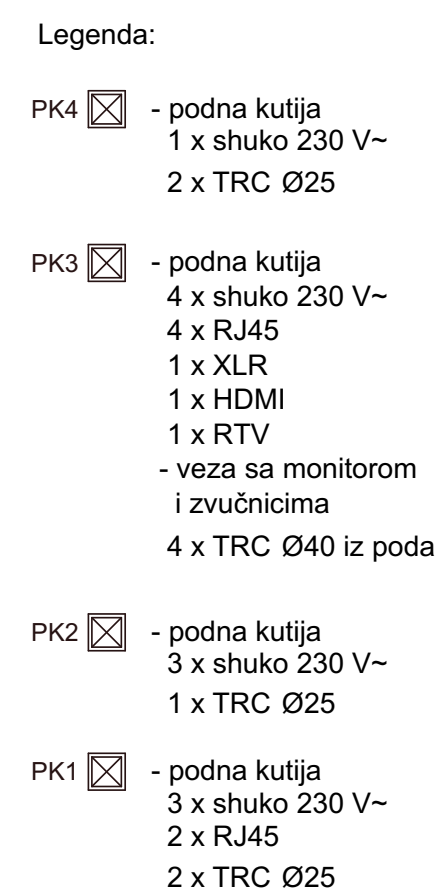 Legenda:
PK4 - podna kutija
1 x shuko 230 V~
2 x TRC Ø25
PK3 - podna kutija
4 x shuko 230 V~
4 x RJ45
1 x XLR
1 x HDMI
1 x RTV
- veza sa monitorom
i zvučnicima
4 x TRC Ø40 iz poda
PK2 - podna kutija
3 x shuko 230 V~
1 x TRC Ø25
PK1 - podna kutija
3 x shuko 230 V~
2 x RJ45
2 x TRC Ø25